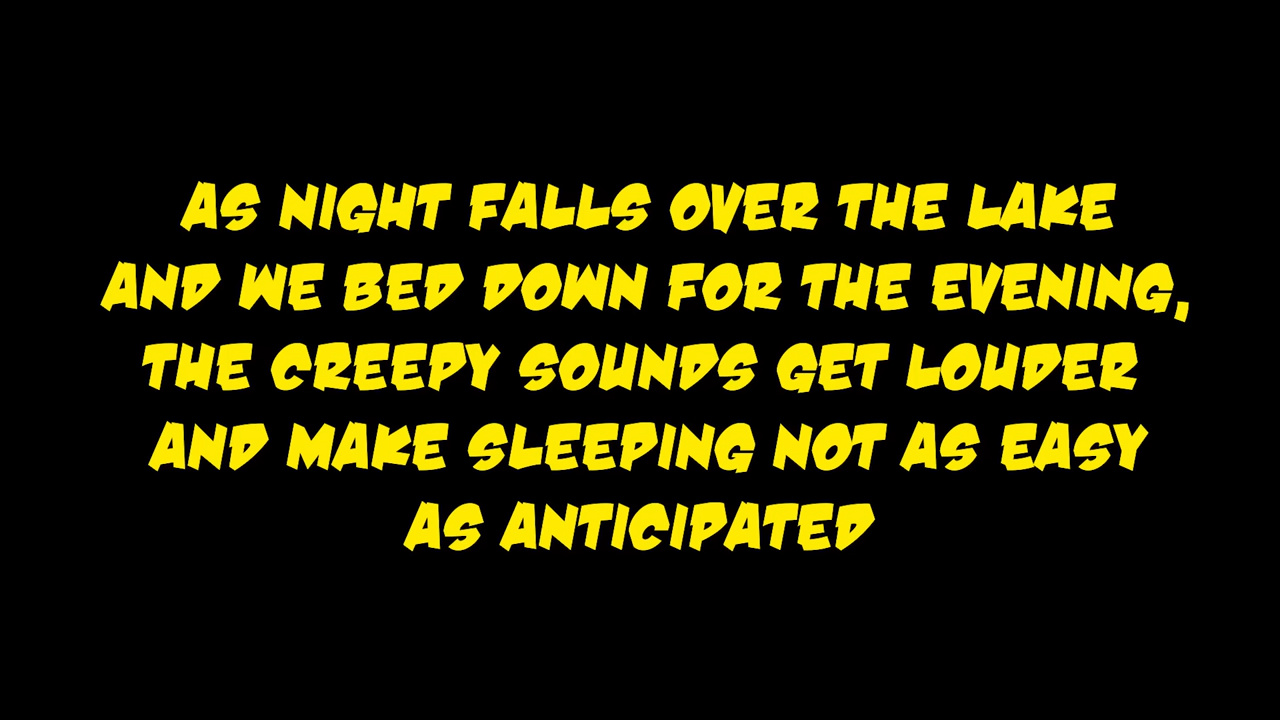 AS NIGHT FALLS OVER THE LAKE
AND WE BED DOWN FOR THE EVENING,
THE CREEPY SOUNDS GET LOUDER
AND MAKE SLEEPING NOT AS EASY
AS ANTICIPATED